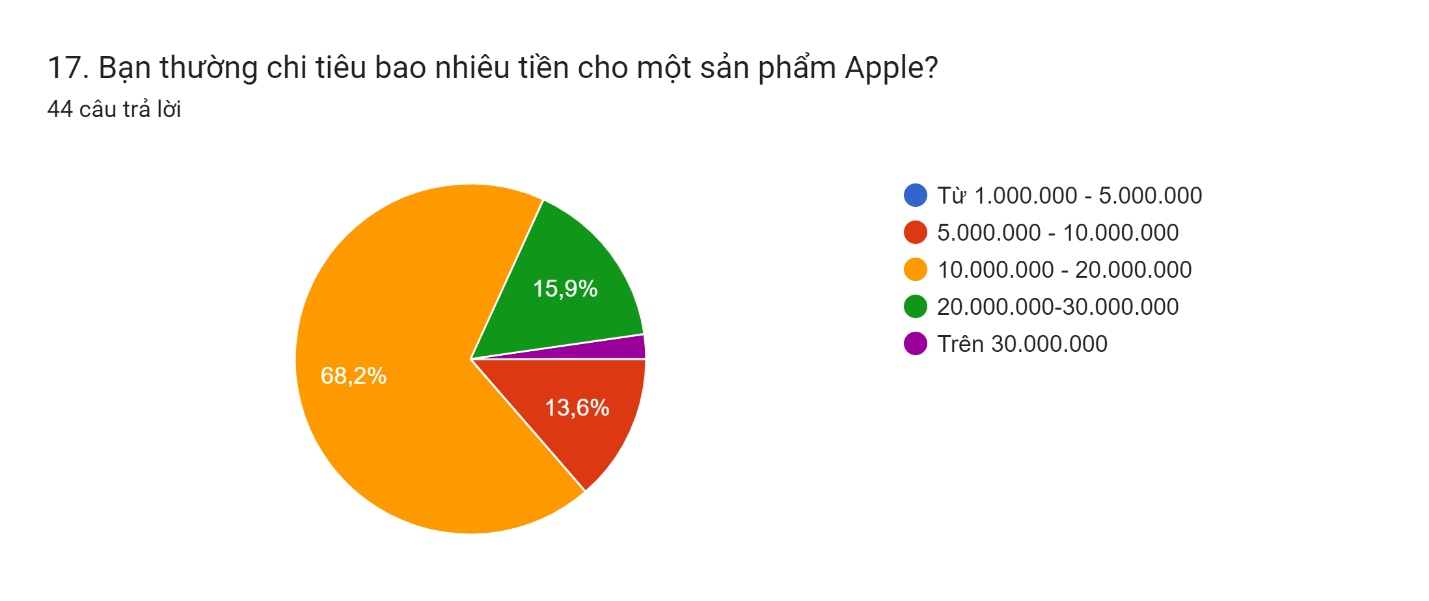 17. Bạn thường chi tiêu bao nhiêu tiền cho một sản phẩm Apple?
44 câu trả lời
Từ 1.000.000 - 5.000.000
5.000.000 - 10.000.000
10.000.000 - 20.000.000
20.000.000-30.000.000
Trên 30.000.000
15,9%
68,2%
13,6%